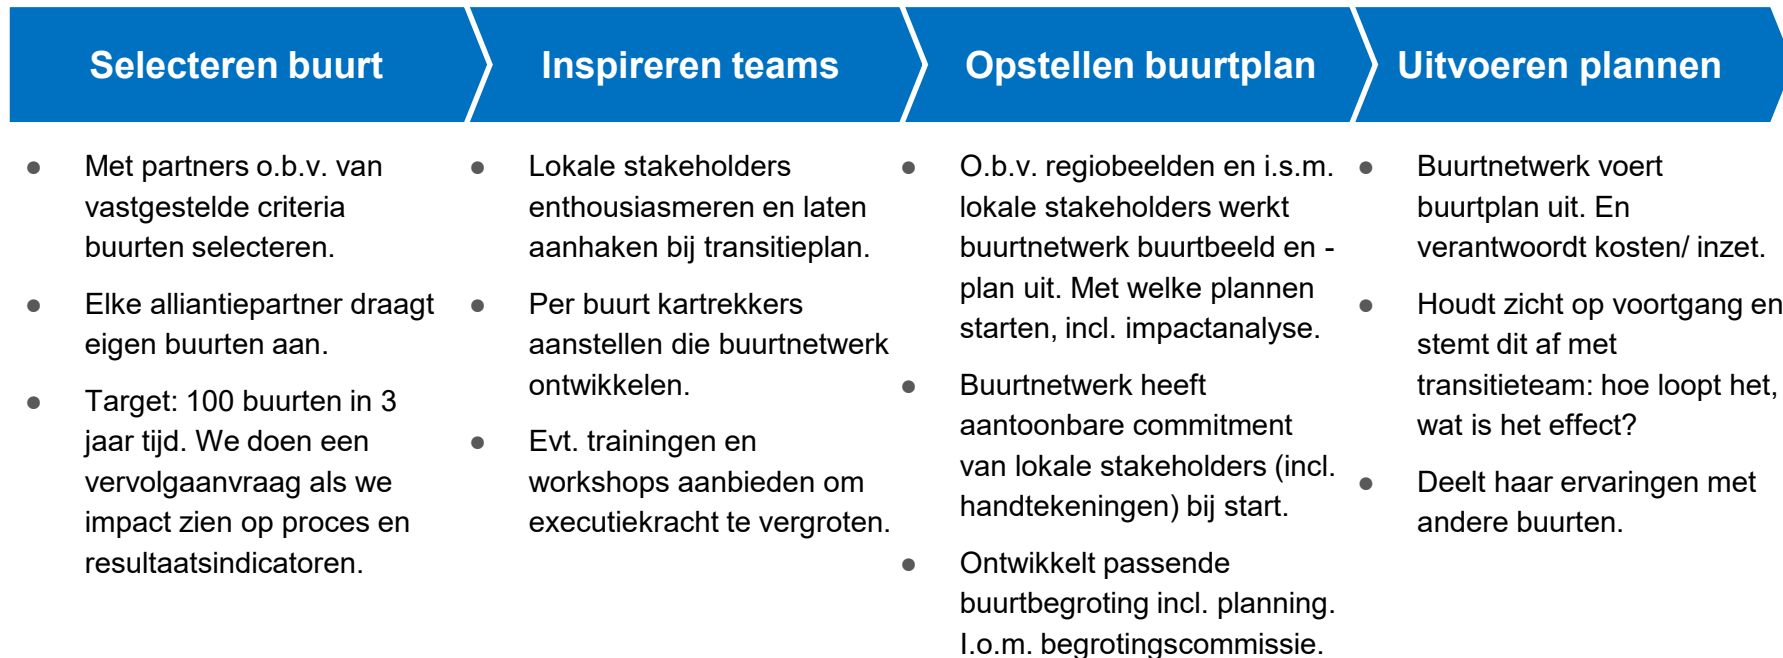 Selecteren buurt
Met partners o.b.v. van
vastgestelde criteria
buurten selecteren.
Elke alliantiepartner draagt
eigen buurten aan.
Target: 100 buurten in 3
jaar tijd. We doen een
vervolgaanvraag als we
impact zien op proces en
resultaatsindicatoren.
Inspireren teams
Lokale stakeholders
enthousiasmeren en laten
aanhaken bij transitieplan.
Per buurt kartrekkers
aanstellen die buurtnetwerk
ontwikkelen.
Evt. trainingen en
workshops aanbieden om
executiekracht te vergroten.
Opstellen buurtplan
O.b.v. regiobeelden en i.s.m.
lokale stakeholders werkt
buurtnetwerk buurtbeeld en -
plan uit. Met welke plannen
starten, incl. impactanalyse.
Buurtnetwerk heeft
aantoonbare commitment
van lokale stakeholders (incl.
handtekeningen) bij start.
Ontwikkelt passende
buurtbegroting incl. planning.
I.o.m. begrotingscommissie.
Uitvoeren plannen
Buurtnetwerk voert
buurtplan uit. En
verantwoordt kosten/ inzet.
Houdt zicht op voortgang en
stemt dit af met
transitieteam: hoe loopt het,
wat is het effect?
Deelt haar ervaringen met
andere buurten.